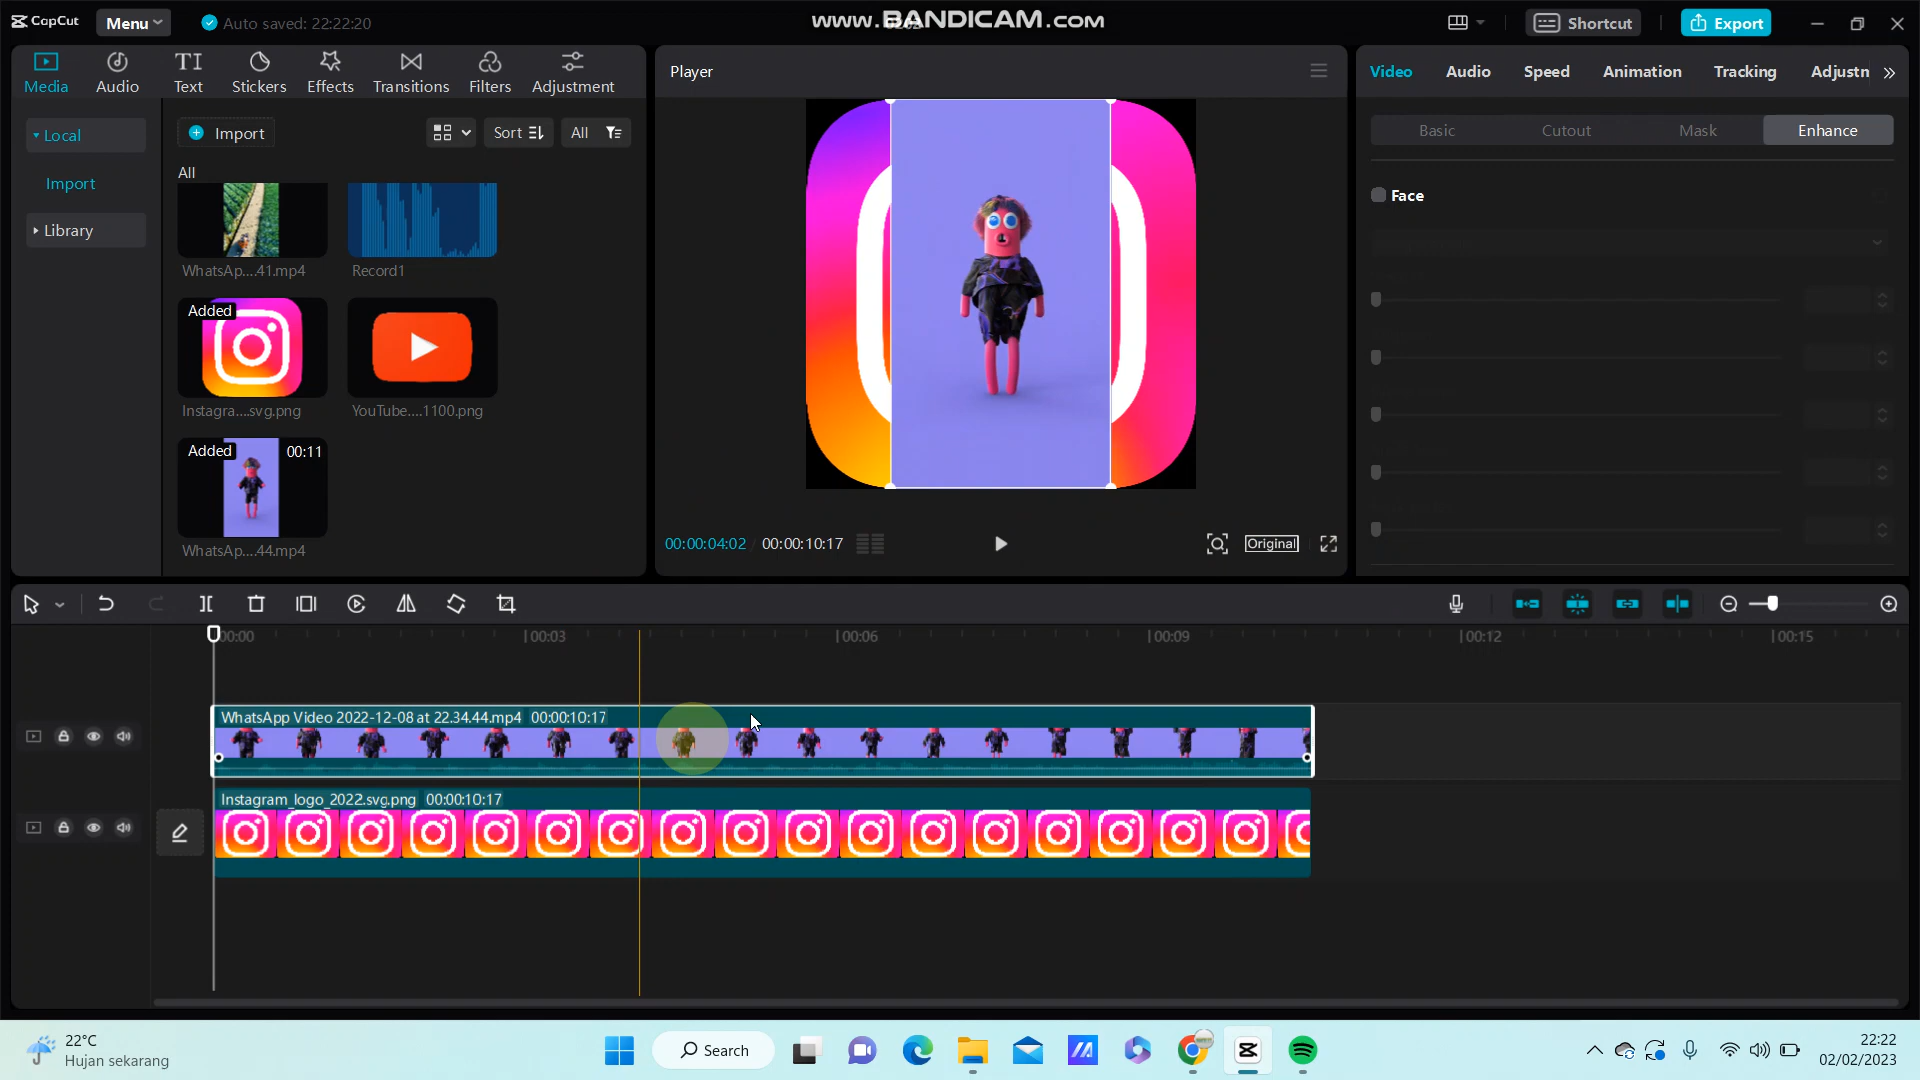 CapCut
Menu
Auto saved: 22:22:20
www.BANDICAM.COM
Shortcut
Export
Media
Audio
Text
Stickers
Effects
Transitions
Filters
Adjustment
Local
Import
Library
Import
Sort
All
All
WhatsAp....41.mp4
Record1
Added
Instagra....svg.png
YouTube....1100.png
Added
00:11
WhatsAp....44.mp4
Player
00:00:04:02
00:00:10:17
Original
Video
Audio
Speed
Animation
Tracking
Adjustn
Basic
Cutout
Mask
Enhance
Face
00:00
00:03
00:06
00:09
00:12
00:15
WhatsApp Video 2022-12-08 at 22.34.44.mp4 00:00:10:17
Instagram_logo_2022.svg.png 00:00:10:17
22°C
Hujan sekarang
Search
22:22
02/02/2023